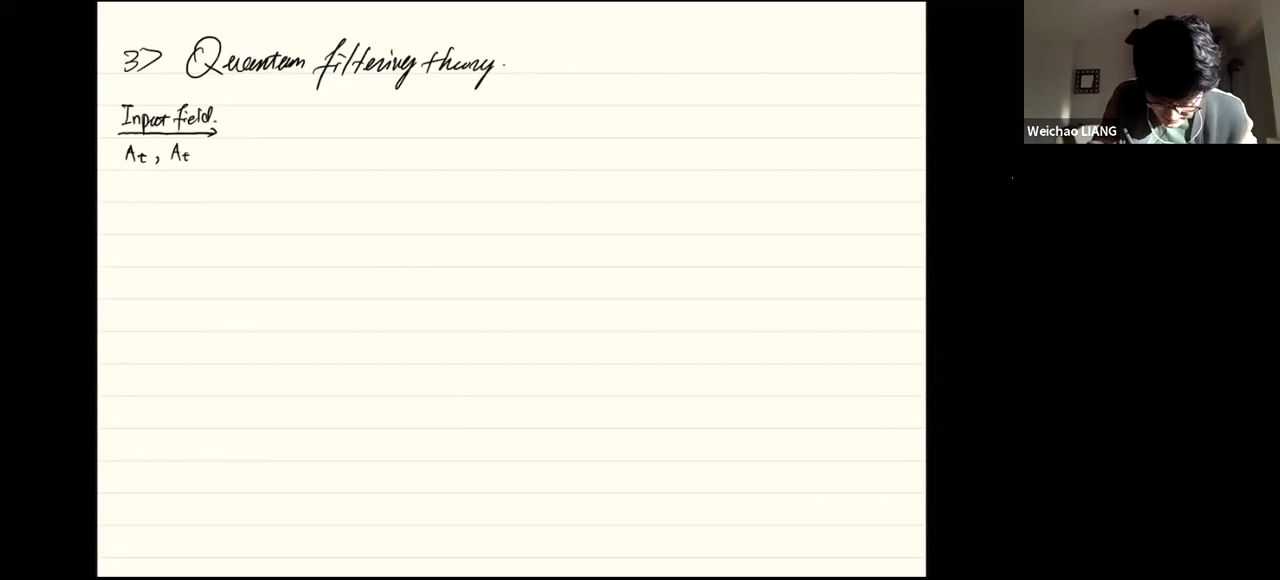 3> Quantum filtering theory.
Input field.
At, At
Weichao LIANG